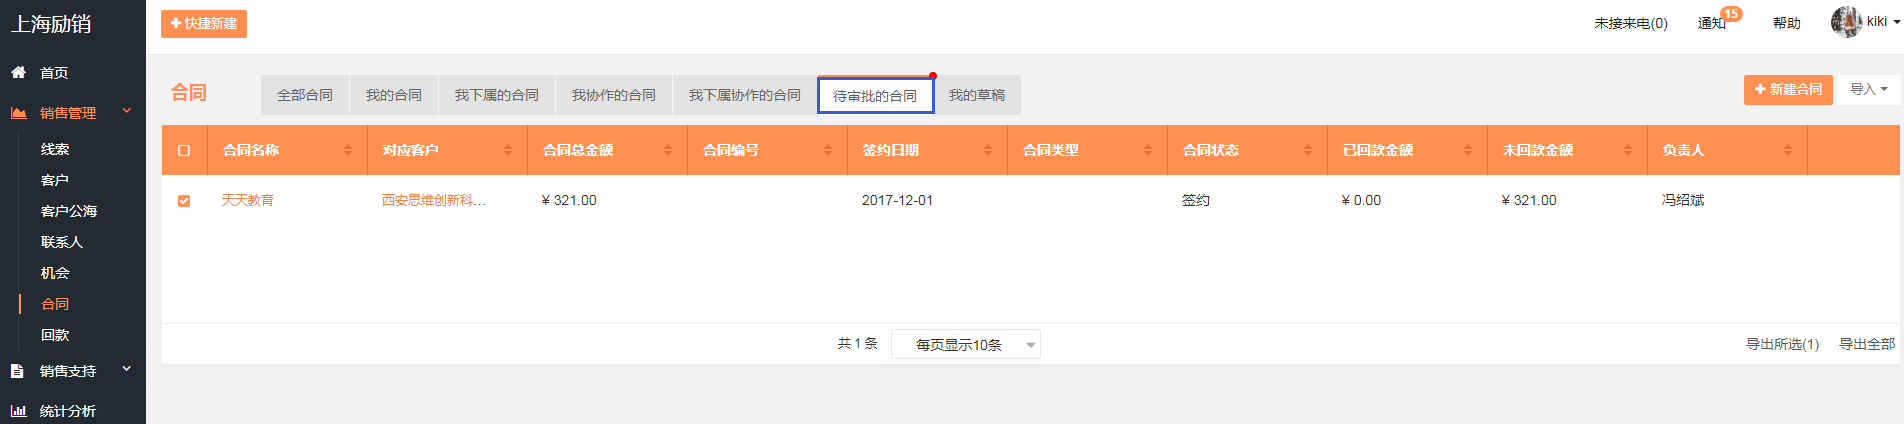 上海励销
快捷新建
未接来电(0) 通知 15 帮助 kiki
首页
销售管理
线索
客户
客户公海
联系人
机会
合同
回款
销售支持
统计分析
合同 全部合同 我的合同 我下属的合同 我协作的合同 我下属协作的合同 待审批的合同 我的草稿 新建合同 导入
合同名称 对应客户 合同总金额 合同编号 签约日期 合同类型 合同状态 已回款金额 未回款金额 负责人
天天教育 西安思维创新科... ¥ 321.00 2017-12-01 签约 ¥ 0.00 ¥ 321.00 冯绍斌
共 1 条 每页显示10条 导出所选(1) 导出全部